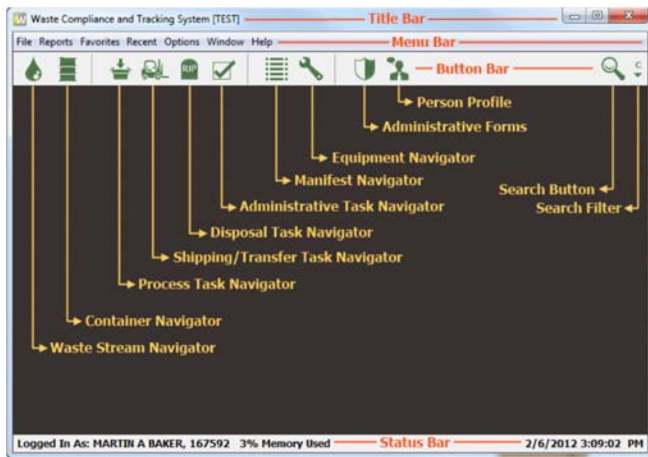 Waste Compliance and Tracking System [TEST] Title Bar
File Reports Favorites Recent Options Window Help Menu Bar
RIP Button Bar C
Person Profile
Administrative Forms
Equipment Navigator
Manifest Navigator
Search Button
Administrative Task Navigator
Search Filter
Disposal Task Navigator
Shipping/Transfer Task Navigator
Process Task Navigator
Container Navigator
Waste Stream Navigator
Logged In As: MARTIN A BAKER, 167592 3% Memory Used Status Bar 2/6/2012 3:09:02 PM